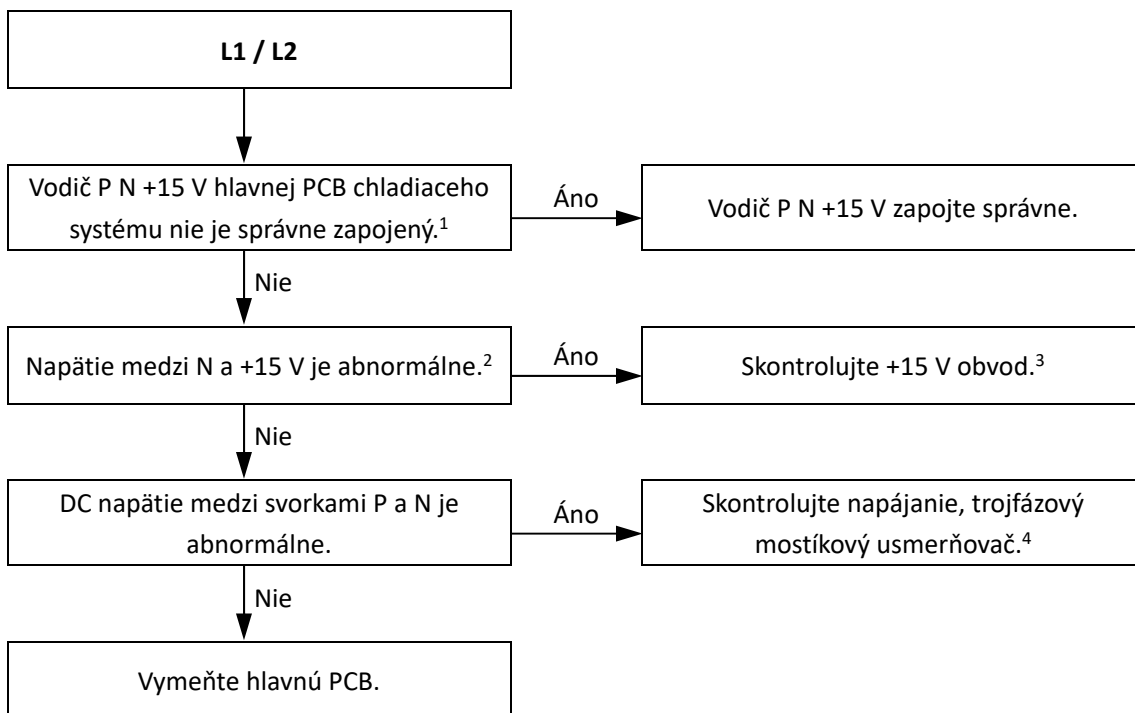 L1 / L2
Vodič P N +15 V hlavnej PCB chladiaceho
systému nie je správne zapojený.¹
Áno
Vodič P N +15 V zapojte správne.
Nie
Napätie medzi N a +15 V je abnormálne.²
Áno
Skontrolujte +15 V obvod.³
Nie
DC napätie medzi svorkami P a N je
abnormálne.
Áno
Skontrolujte napájanie, trojfázový
mostíkový usmerňovač.⁴
Nie
Vymeňte hlavnú PCB.